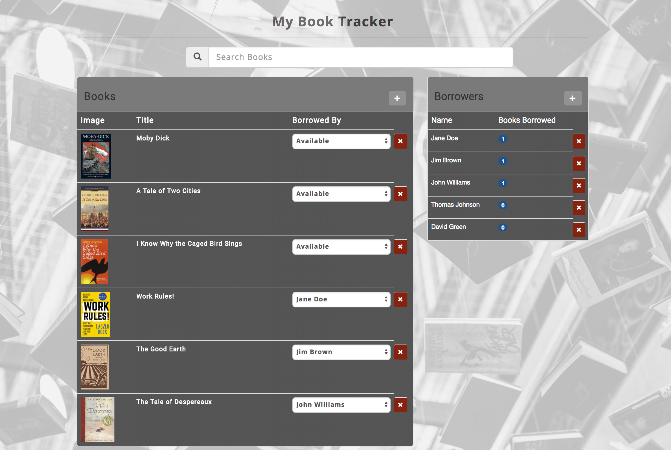 My Book Tracker
Search Books
Books
+
Borrowers
+
Image Title Borrowed By
Name Books Borrowed
MOBY-DICK
Moby Dick Available
Jane Doe 1
Jim Brown 1
John Williams 1
Thomas Johnson 0
David Green 0
A Tale of Two Cities Available
I Know Why the Caged Bird Sings Available
WORK
RULES!
Work Rules! Jane Doe
The Good Earth Jim Brown
The Tale of Despereaux John Williams